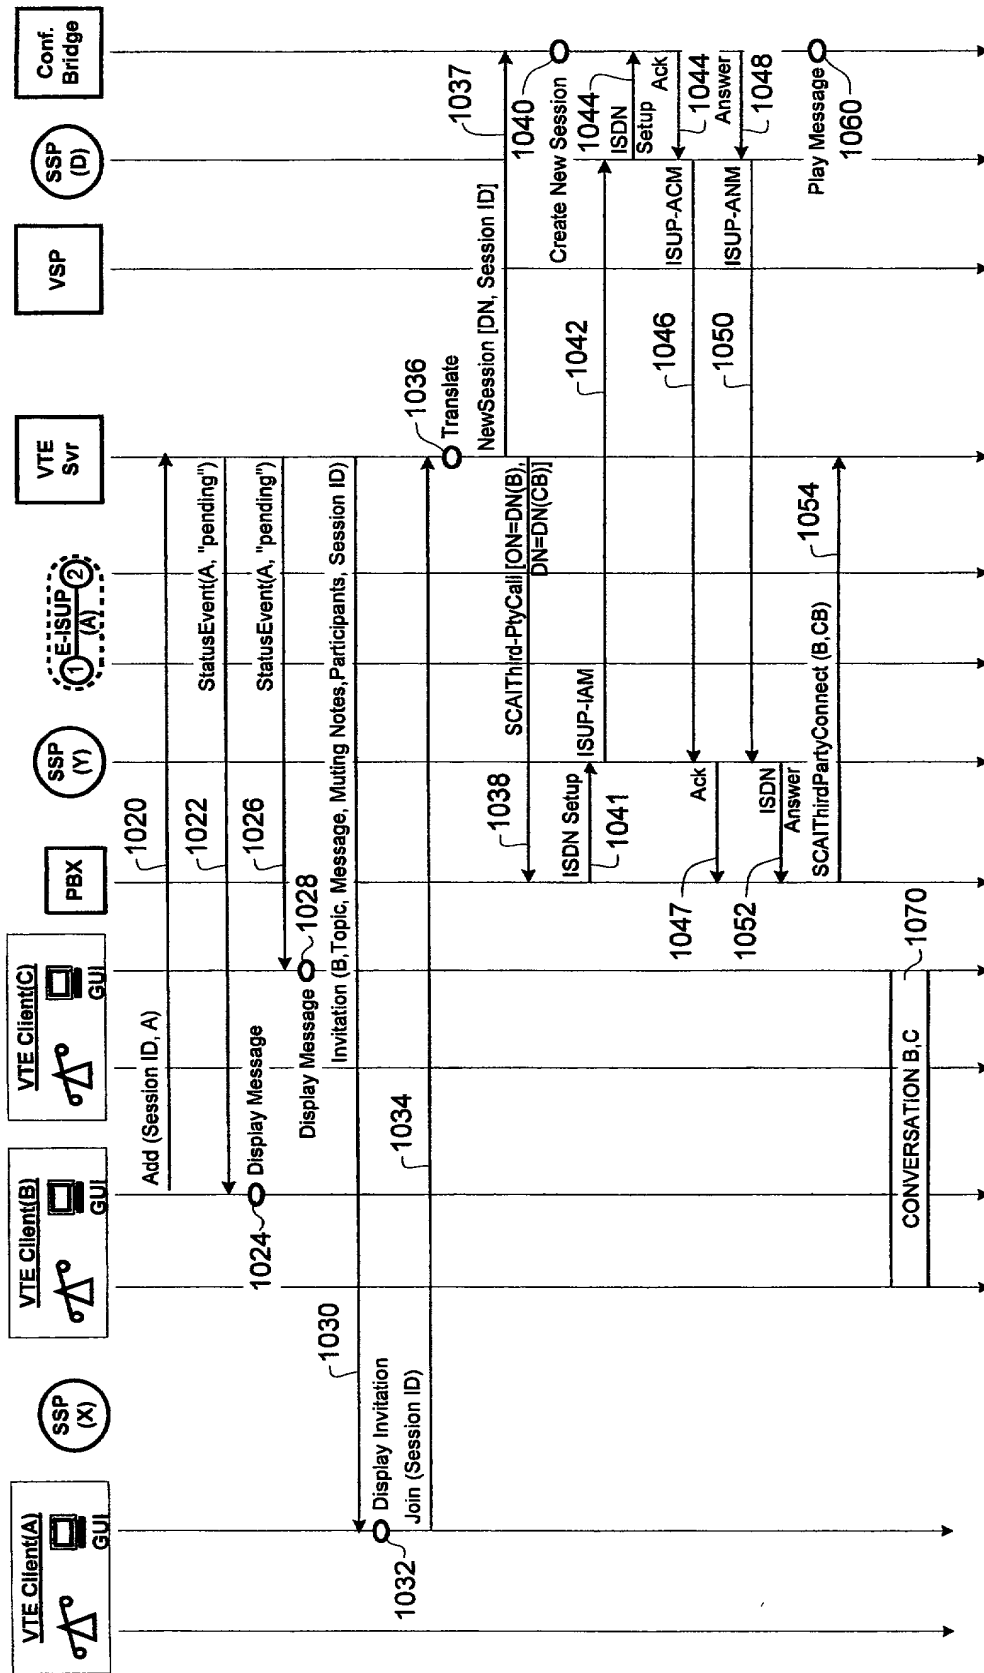 VTE Client(A)
GUI
SSP
(X)
VTE Client(B)
GUI
VTE Client(C)
GUI
PBX
SSP
(Y)
1
E-ISUP
2
(A)
VTE
Svr
VSP
SSP
(D)
Conf.
Bridge
Add (Session ID, A)
1020
1022
StatusEvent(A, "pending")
1024
Display Message
1026
StatusEvent(A, "pending")
Display Message
1028
1030
Invitation (B,Topic, Message, Muting Notes,Participants, Session ID)
1032
Display Invitation
Join (Session ID)
1034
1036
Translate
NewSession [DN, Session ID]
1037
1038
SCAIThird-PtyCall [ON=DN(B),
DN=DN(CB)]
1040
Create New Session
ISDN Setup
1041
ISUP-IAM
1042
1044
ISDN
Setup
Ack
1044
ISUP-ACM
1046
Ack
1047
Answer
1048
ISUP-ANM
1050
ISDN
Answer
1052
Play Message
1060
SCAIThirdPartyConnect (B,CB)
1054
CONVERSATION B,C
1070